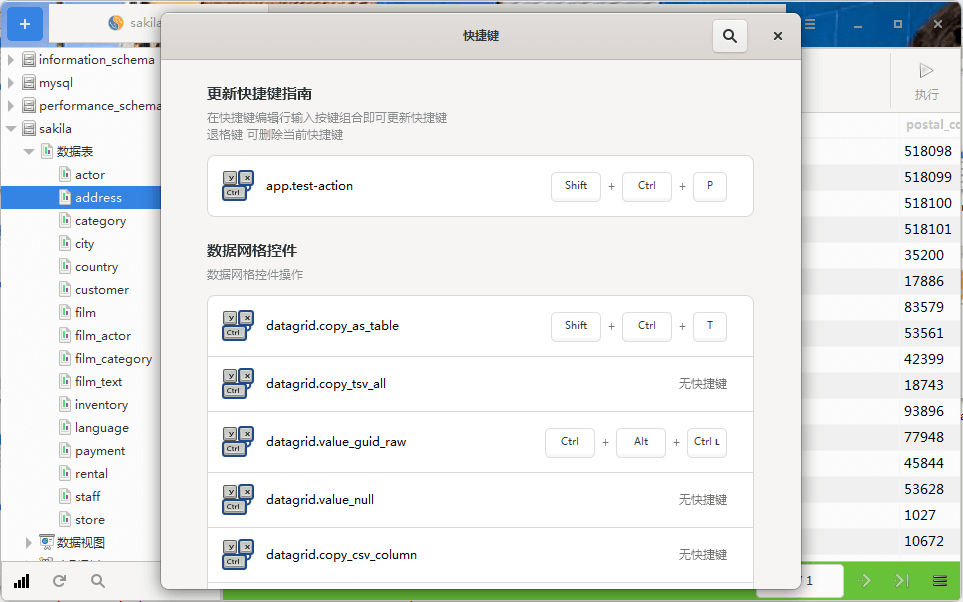 +
sakila
information_schema
mysql
performance_schema
sakila
数据表
actor
address
category
city
country
customer
film
film_actor
film_category
film_text
inventory
language
payment
rental
staff
store
数据视图
快捷键
更新快捷键指南
在快捷键编辑行输入按键组合即可更新快捷键
退格键 可删除当前快捷键
app.test-action
Shift + Ctrl + P
数据网格控件
数据网格控件操作
datagrid.copy_as_table
Shift + Ctrl + T
datagrid.copy_tsv_all
无快捷键
datagrid.value_guid_raw
Ctrl + Alt + Ctrl L
datagrid.value_null
无快捷键
datagrid.copy_csv_column
无快捷键
执行
postal_co
518098
518099
518100
518101
35200
17886
83579
53561
42399
18743
93896
77948
45844
53628
1027
10672
/ 1